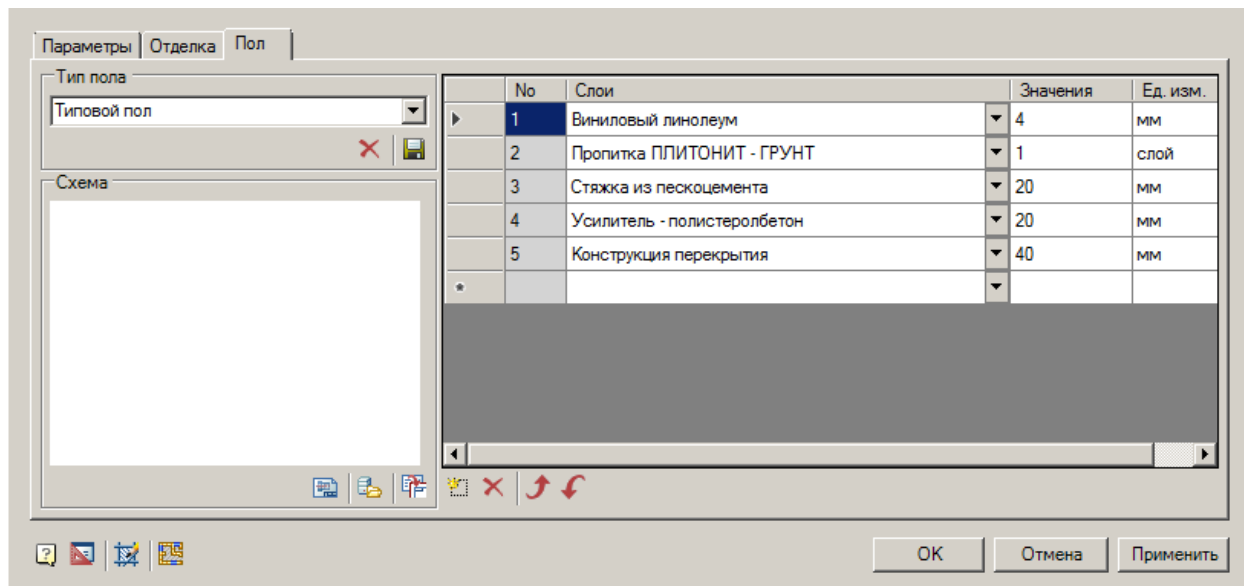 Параметры Отделка Пол
Тип пола
Типовой пол
Схема
No Слои Значения Ед. изм.
1 Виниловый линолеум 4 мм
2 Пропитка ПЛИТОНИТ - ГРУНТ 1 слой
3 Стяжка из пескоцемента 20 мм
4 Усилитель - полистеролбетон 20 мм
5 Конструкция перекрытия 40 мм
*
OK Отмена Применить